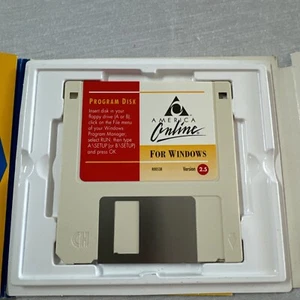 PROGRAM DISK
Insert disk in your
floppy drive (A or B),
click on the File menu
of your Windows
Program Manager,
select RUN, then type
A:\SETUP (or B:\SETUP)
and press OK.
AMERICA
Online
FOR WINDOWS
Version 2.5